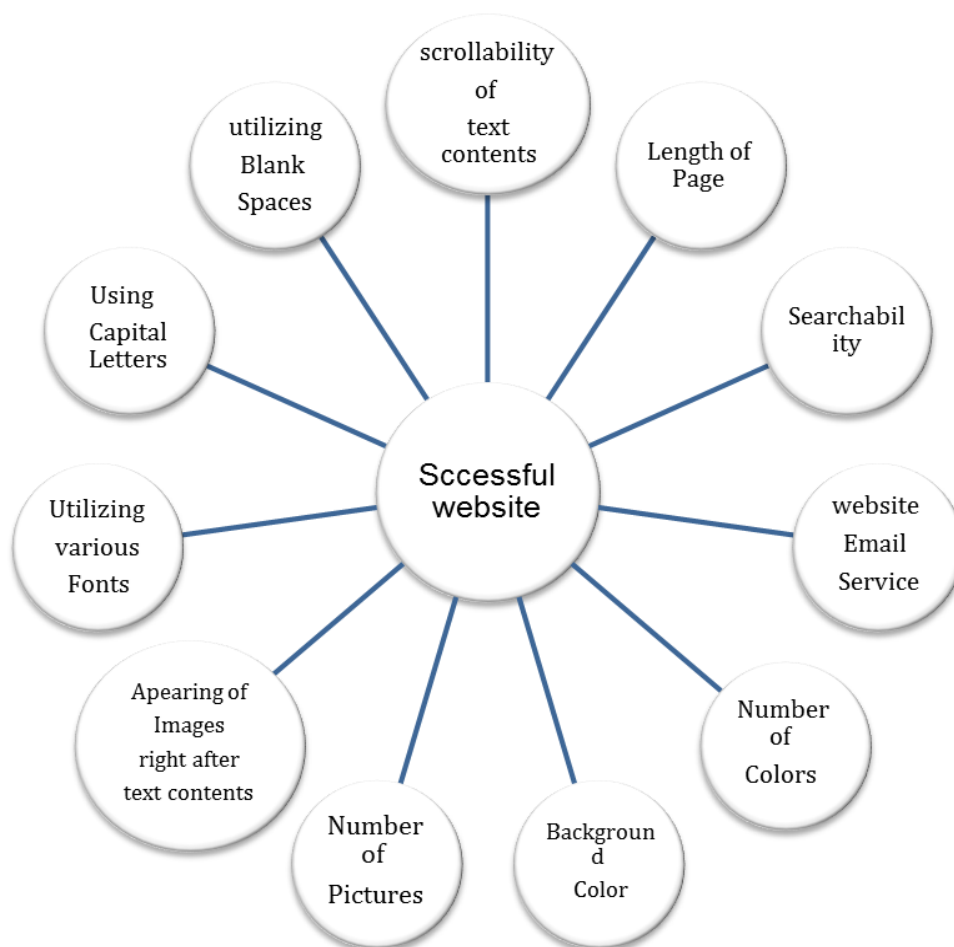 scrollability
of
text
contents
Length of
Page
Searchabil
ity
website
Email
Service
Number
of
Colors
Backgroun
d
Color
Number
of
Pictures
Apearing of
Images
right after
text contents
Utilizing
various
Fonts
Using
Capital
Letters
utilizing
Blank
Spaces
Sccessful
website